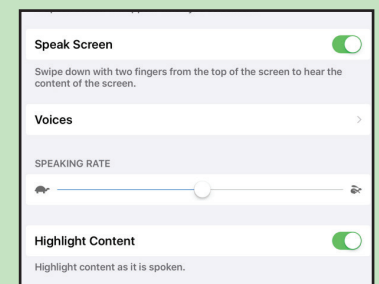 Speak Screen
Swipe down with two fingers from the top of the screen to hear the
content of the screen.
Voices
SPEAKING RATE
Highlight Content
Highlight content as it is spoken.